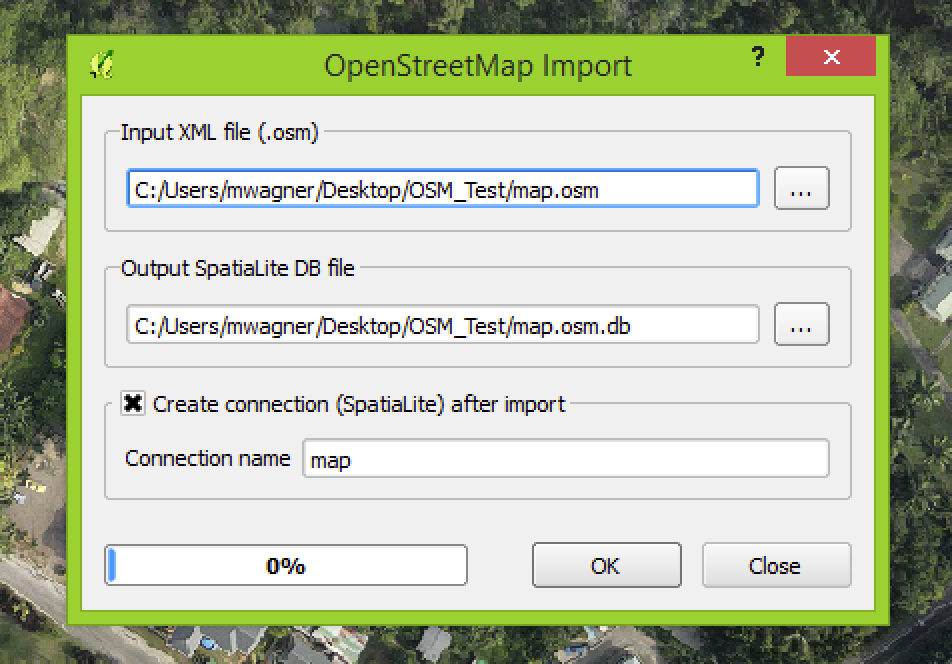 OpenStreetMap Import
?
Input XML file (.osm)
C:/Users/mwagner/Desktop/OSM_Test/map.osm
...
Output SpatiaLite DB file
C:/Users/mwagner/Desktop/OSM_Test/map.osm.db
...
Create connection (SpatiaLite) after import
Connection name map
0% OK Close